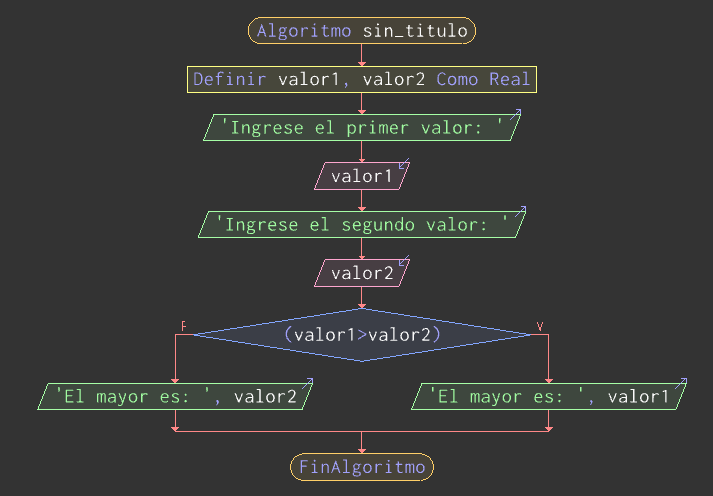 Algoritmo sin_titulo
Definir valor1, valor2 Como Real
'Ingrese el primer valor: '
valor1
'Ingrese el segundo valor: '
valor2
F
(valor1>valor2)
V
'El mayor es: ', valor2
'El mayor es: ', valor1
FinAlgoritmo